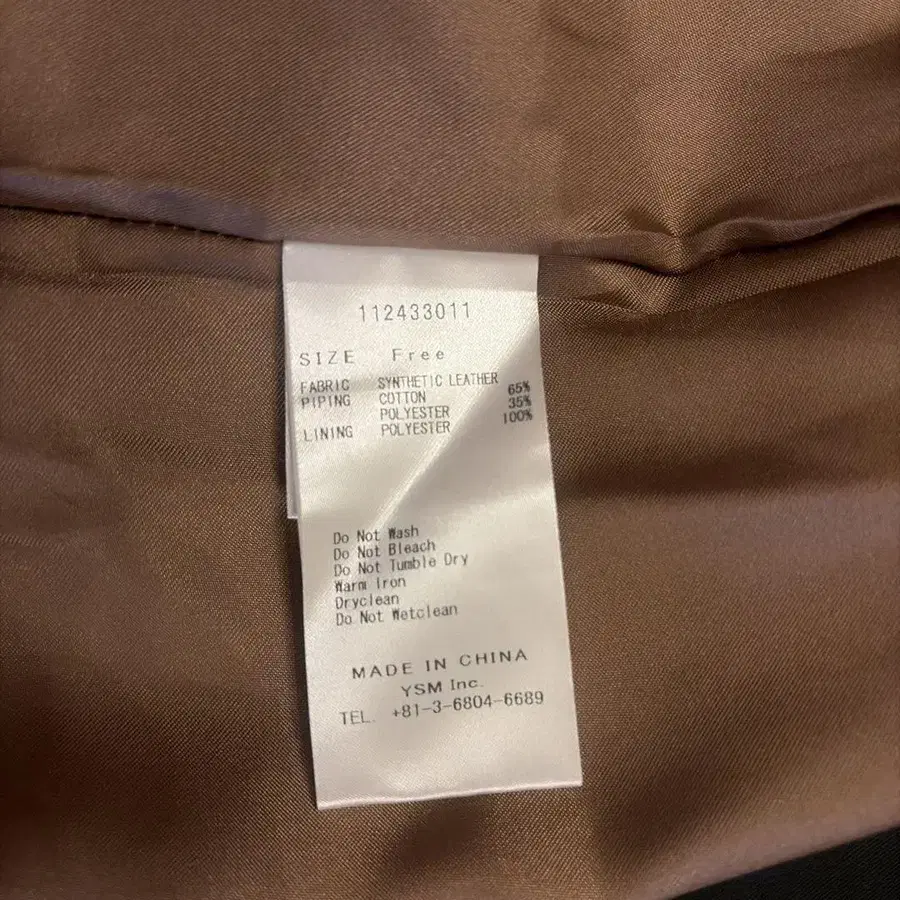 112433011
SIZE Free
FABRIC SYNTHETIC LEATHER
PIPING COTTON 65%
POLYESTER 35%
LINING POLYESTER 100%
Do Not Wash
Do Not Bleach
Do Not Tumble Dry
Warm Iron
Dryclean
Do Not Wetclean
MADE IN CHINA
YSM Inc.
TEL. +81-3-6804-6689